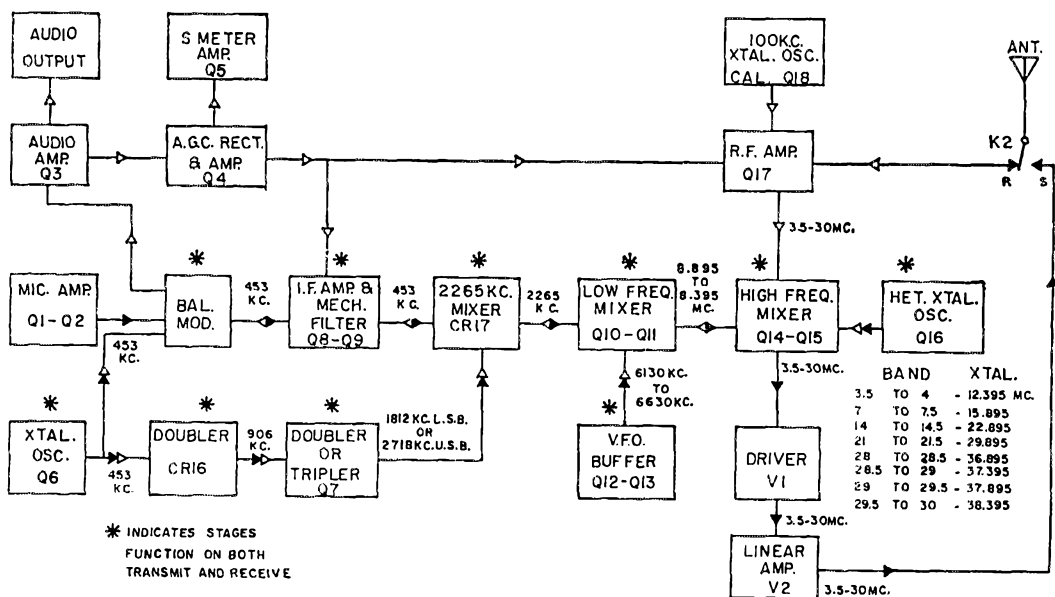 AUDIO
OUTPUT
S METER
AMP.
Q5
100KC.
XTAL. OSC.
CAL. Q18
ANT.
K2
R
S
AUDIO
AMP.
Q3
A.G.C. RECT.
& AMP.
Q4
R.F. AMP.
Q17
3.5-30MC.
MIC. AMP.
Q1-Q2
*
BAL.
MOD.
453
KC.
*
I.F. AMP. &
MECH.
FILTER
Q8-Q9
453
KC.
*
2265KC.
MIXER
CR17
2265
KC.
*
LOW FREQ.
MIXER
Q10-Q11
8.895
TO
8.395
MC.
*
HIGH FREQ.
MIXER
Q14-Q15
*
HET. XTAL.
OSC.
Q16
453
KC.
3.5-30MC.
6130KC.
TO
6630KC.
BAND XTAL.
3.5 TO 4 - 12.395 MC.
7 TO 7.5 - 15.895
14 TO 14.5 - 22.895
21 TO 21.5 - 29.895
28 TO 28.5 - 36.895
28.5 TO 29 - 37.395
29 TO 29.5 - 37.895
29.5 TO 30 - 38.395
*
XTAL.
OSC.
Q6
453
KC.
*
DOUBLER
CR16
906
KC.
*
DOUBLER
OR
TRIPLER
Q7
1812KC. L.S.B.
OR
2718KC. U.S.B.
*
V.F.O.
BUFFER
Q12-Q13
DRIVER
V1
3.5-30MC.
LINEAR
AMP.
V2
3.5-30MC.
* INDICATES STAGES
FUNCTION ON BOTH
TRANSMIT AND RECEIVE